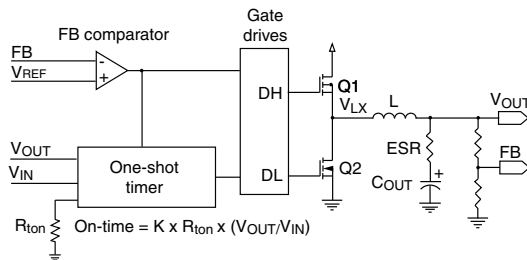 FB comparator
Gate
drives
FB
VREF
-
+
DH
Q1
VLX
L
VOUT
ESR
FB
VOUT
VIN
One-shot
timer
DL
Q2
COUT
+
Rton
On-time = K x Rton x (VOUT/VIN)